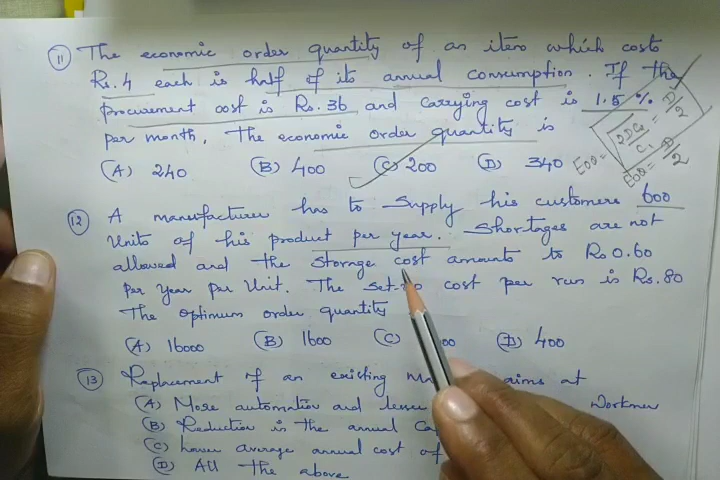 11) The economic order quantity of an item which costs
Rs. 4 each is half of its annual consumption. If the
procurement cost is Rs. 36 and carrying cost is 1.5 %
per month, The economic order quantity is
(A) 240 (B) 400 (C) 200 (D) 340
EOQ = √2DC₀/C₁ = D/2
EOQ = D/2
12) A manufacturer has to supply his customers 600
Units of his product per year. Shortages are not
allowed and the storage cost amounts to Rs 0.60
per Year per Unit. The set-up cost per run is Rs. 80
The optimum order quantity
(A) 16000 (B) 1600 (C) 00 (D) 400
13) Replacement of an existing aims at
(A) More automation and
(B) Reduction in the annual
(C) Lower average annual cost of
(D) All the above